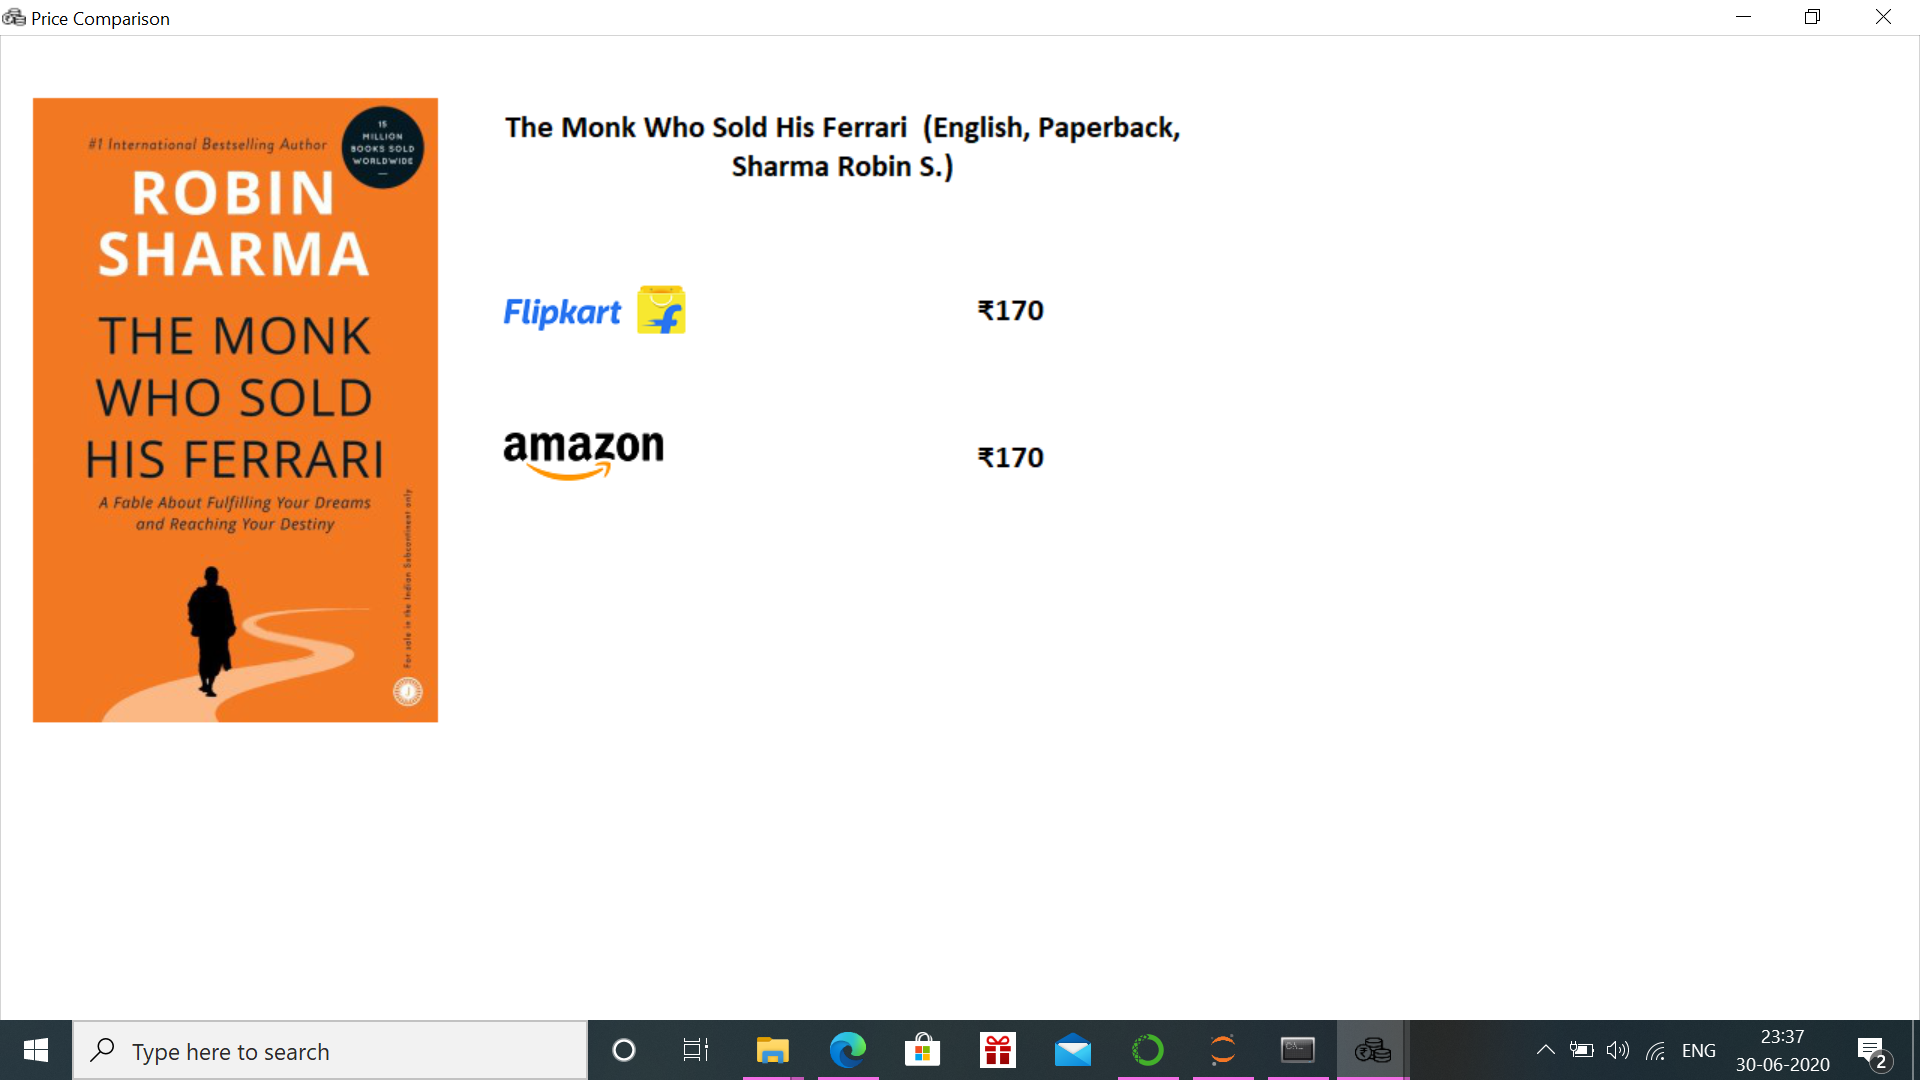 Price Comparison
#1 International Bestselling Author
15
MILLION
BOOKS SOLD
WORLDWIDE
ROBIN
SHARMA
THE MONK
WHO SOLD
HIS FERRARI
A Fable About Fulfilling Your Dreams
and Reaching Your Destiny
For sale in the Indian Subcontinent only
J
The Monk Who Sold His Ferrari (English, Paperback,
Sharma Robin S.)
Flipkart f
₹170
amazon
₹170
Type here to search
ENG
23:37
30-06-2020
2